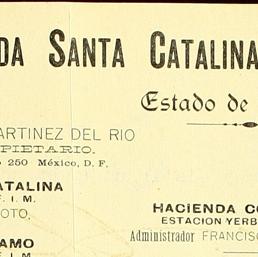 DA SANTA CATALINA
Estado de
ARTINEZ DEL RIO
PIETARIO.
250 México, D. F.
ATALINA
F. I. M.
OTO,
HACIENDA CO
ESTACION YERB
Administrador FRANCISCO
AMO
F. I. M.